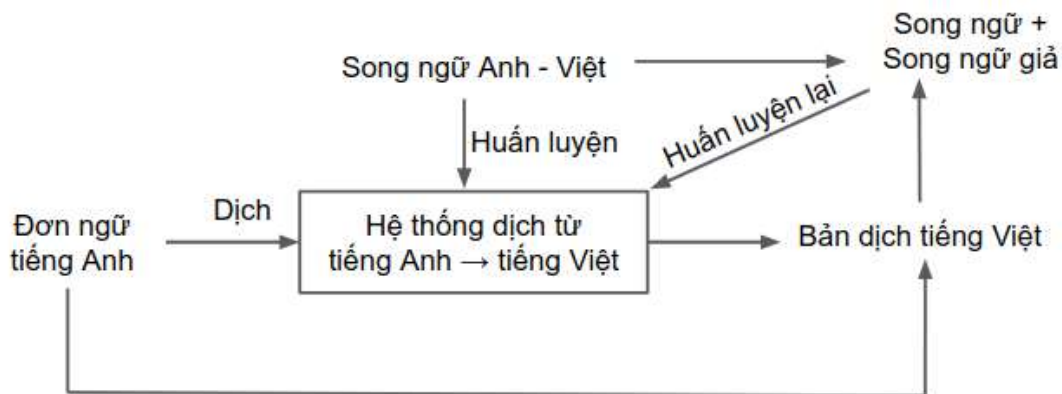 Song ngữ +
Song ngữ giả
Song ngữ Anh - Việt
Huấn luyện lại
Huấn luyện
Dịch
Đơn ngữ
tiếng Anh
Hệ thống dịch từ
tiếng Anh → tiếng Việt
Bản dịch tiếng Việt